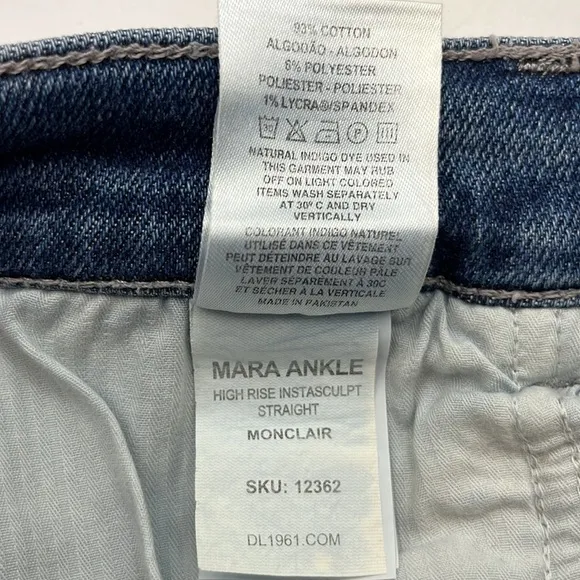 93% COTTON
ALGODÃO - ALGODON
6% POLYESTER
POLIESTER - POLIESTER
1% LYCRA®/SPANDEX
NATURAL INDIGO DYE USED IN
THIS GARMENT MAY RUB
OFF ON LIGHT COLORED
ITEMS WASH SEPARATELY
AT 30º C AND DRY
VERTICALLY
COLORANT INDIGO NATUREL
UTILISÉ DANS CE VÊTEMENT
PEUT DÉTEINDRE AU LAVAGE SUR
VÊTEMENT DE COULEUR PÂLE
LAVER SÉPARÉMENT À 30C
ET SÉCHER À LA VERTICALE
MADE IN PAKISTAN
MARA ANKLE
HIGH RISE INSTASCULPT
STRAIGHT
MONCLAIR
SKU: 12362
DL1961.COM